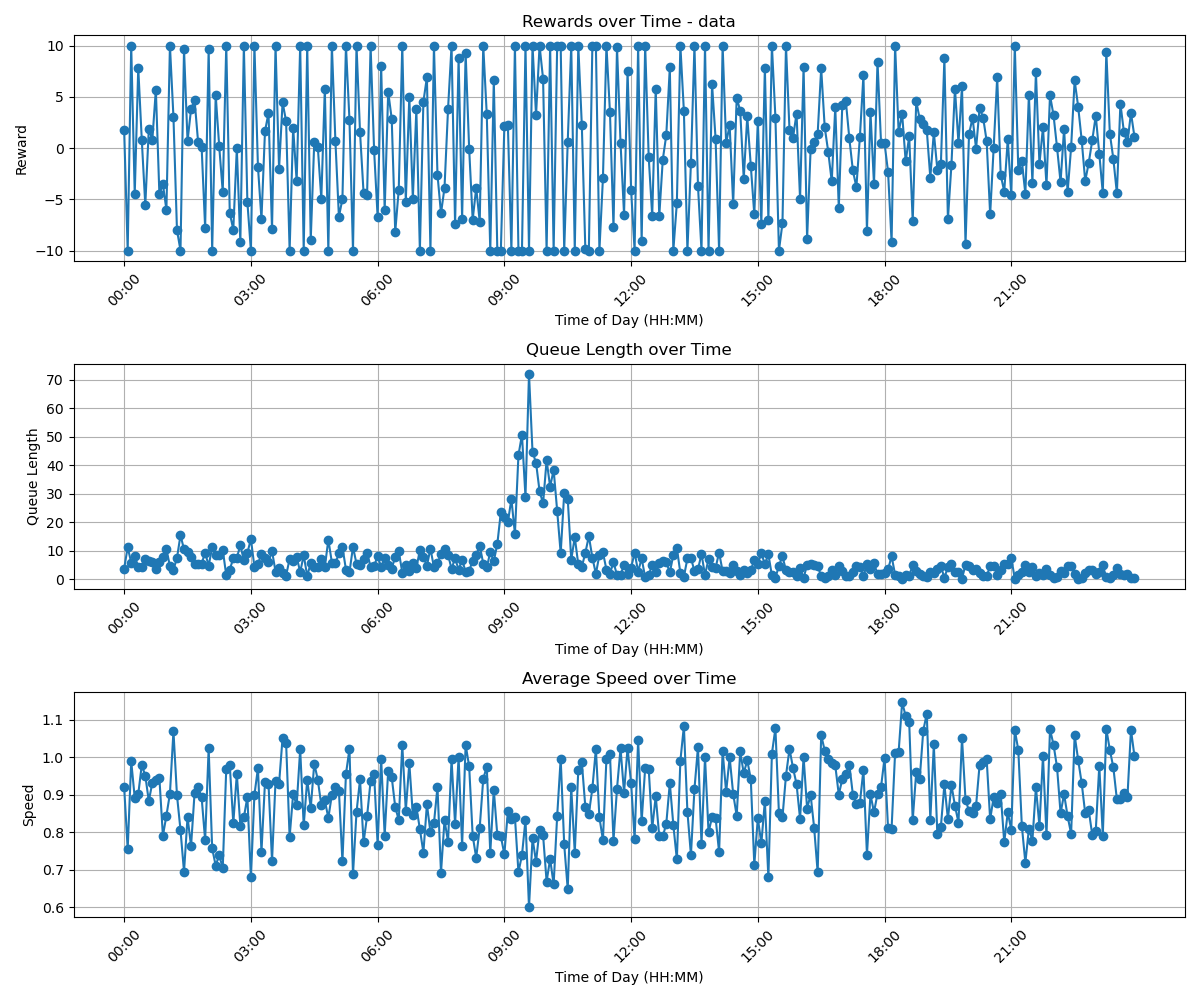 Rewards over Time - data
Reward
10
5
0
−5
−10
00:00 03:00 06:00 09:00 12:00 15:00 18:00 21:00
Time of Day (HH:MM)
Queue Length over Time
Queue Length
70
60
50
40
30
20
10
0
00:00 03:00 06:00 09:00 12:00 15:00 18:00 21:00
Time of Day (HH:MM)
Average Speed over Time
Speed
1.1
1.0
0.9
0.8
0.7
0.6
00:00 03:00 06:00 09:00 12:00 15:00 18:00 21:00
Time of Day (HH:MM)